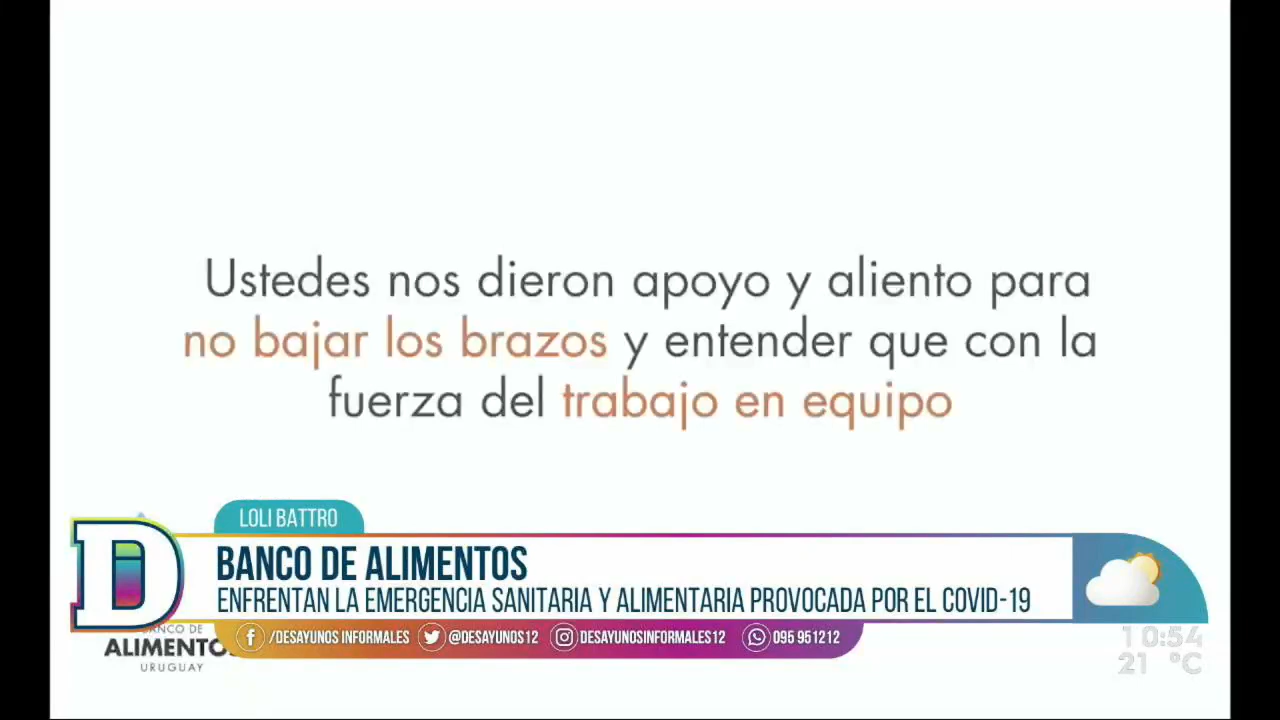 Ustedes nos dieron apoyo y aliento para
no bajar los brazos y entender que con la
fuerza del trabajo en equipo
LOLI BATTRO
D
BANCO DE ALIMENTOS
ENFRENTAN LA EMERGENCIA SANITARIA Y ALIMENTARIA PROVOCADA POR EL COVID-19
/DESAYUNOS INFORMALES @DESAYUNOS12 DESAYUNOSINFORMALES12 095 951212
BANCO DE
ALIMENTOS
URUGUAY
10:54
21 °C